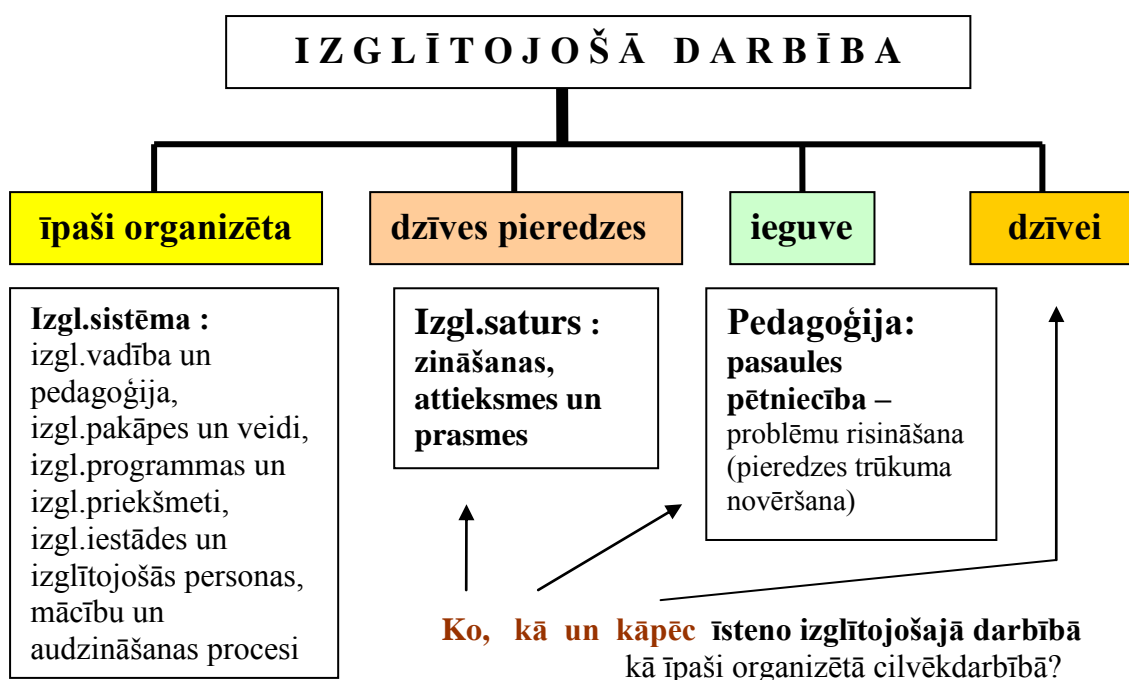 IZGLĪTOJOŠĀ DARBĪBA
īpaši organizēta
dzīves pieredzes
ieguve
dzīvei
Izgl.sistēma :
izgl.vadība un
pedagoģija,
izgl.pakāpes un veidi,
izgl.programmas un
izgl.priekšmeti,
izgl.iestādes un
izglītojošās personas,
mācību un
audzināšanas procesi
Izgl.saturs :
zināšanas,
attieksmes un
prasmes
Pedagoģija:
pasaules
pētniecība –
problēmu risināšana
(pieredzes trūkuma
novēršana)
Ko, kā un kāpēc īsteno izglītojošajā darbībā
kā īpaši organizētā cilvēkdarbībā?